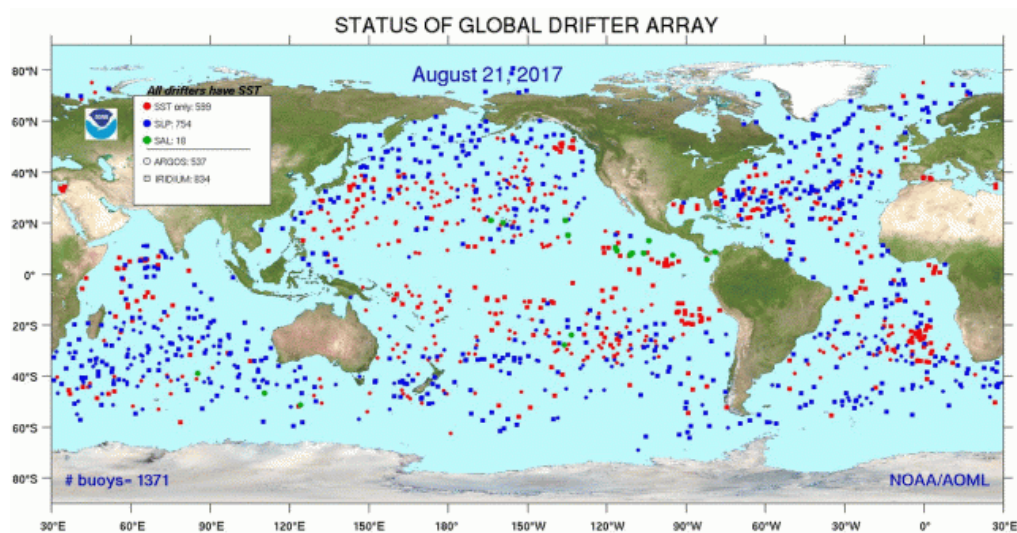 STATUS OF GLOBAL DRIFTER ARRAY
August 21, 2017
All drifters have SST
SST only: 599
SLP: 754
SAL: 18
ARGOS: 537
IRIDIUM: 834
80°N
60°N
40°N
20°N
0°
20°S
40°S
60°S
80°S
# buoys= 1371
NOAA/AOML
30°E 60°E 90°E 120°E 150°E 180° 150°W 120°W 90°W 60°W 30°W 0° 30°E